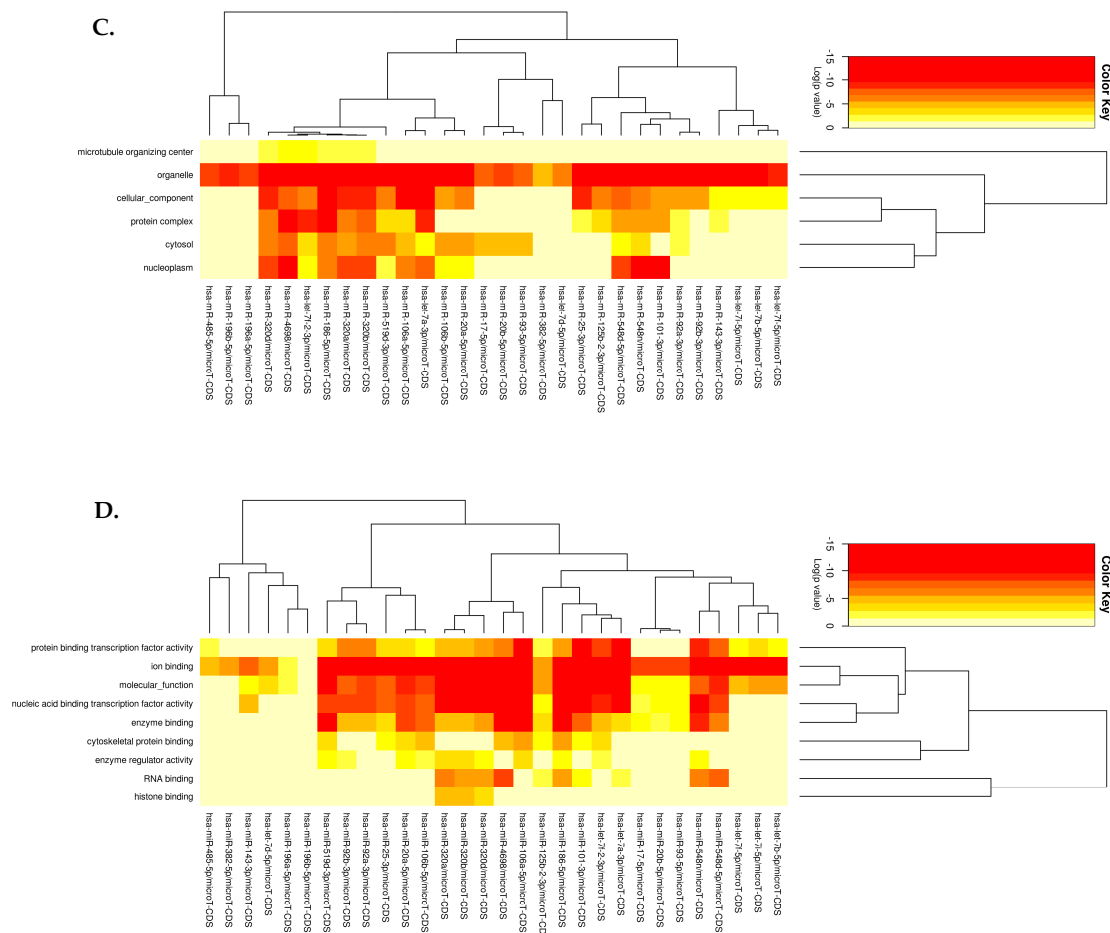 C.
Color Key
-15
-10
-5
0
Log(p value)
microtubule organizing center
organelle
cellular_component
protein complex
cytosol
nucleoplasm
hsa-miR-485-5p/microT-CDS
hsa-miR-196b-5p/microT-CDS
hsa-miR-196a-5p/microT-CDS
hsa-miR-320d/microT-CDS
hsa-miR-4698/microT-CDS
hsa-let-7f-2-3p/microT-CDS
hsa-miR-186-5p/microT-CDS
hsa-miR-320a/microT-CDS
hsa-miR-320b/microT-CDS
hsa-miR-519d-3p/microT-CDS
hsa-miR-106a-5p/microT-CDS
hsa-let-7a-3p/microT-CDS
hsa-miR-106b-5p/microT-CDS
hsa-miR-20a-5p/microT-CDS
hsa-miR-17-5p/microT-CDS
hsa-miR-20b-5p/microT-CDS
hsa-miR-93-5p/microT-CDS
hsa-miR-382-5p/microT-CDS
hsa-let-7d-5p/microT-CDS
hsa-miR-25-3p/microT-CDS
hsa-miR-125b-2-3p/microT-CDS
hsa-miR-548d-5p/microT-CDS
hsa-miR-548n/microT-CDS
hsa-miR-101-3p/microT-CDS
hsa-miR-92a-3p/microT-CDS
hsa-miR-92b-3p/microT-CDS
hsa-miR-143-3p/microT-CDS
hsa-let-7i-5p/microT-CDS
hsa-let-7b-5p/microT-CDS
hsa-let-7f-5p/microT-CDS
D.
Color Key
-15
-10
-5
0
Log(p value)
protein binding transcription factor activity
ion binding
molecular_function
nucleic acid binding transcription factor activity
enzyme binding
cytoskeletal protein binding
enzyme regulator activity
RNA binding
histone binding
hsa-miR-485-5p/microT-CDS
hsa-miR-382-5p/microT-CDS
hsa-miR-143-3p/microT-CDS
hsa-let-7d-5p/microT-CDS
hsa-miR-196a-5p/microT-CDS
hsa-miR-196b-5p/microT-CDS
hsa-miR-519d-3p/microT-CDS
hsa-miR-92b-3p/microT-CDS
hsa-miR-92a-3p/microT-CDS
hsa-miR-25-3p/microT-CDS
hsa-miR-20a-5p/microT-CDS
hsa-miR-106b-5p/microT-CDS
hsa-miR-320a/microT-CDS
hsa-miR-320b/microT-CDS
hsa-miR-320d/microT-CDS
hsa-miR-4698/microT-CDS
hsa-miR-106a-5p/microT-CDS
hsa-miR-125b-2-3p/microT-CD
hsa-miR-186-5p/microT-CDS
hsa-miR-101-3p/microT-CDS
hsa-let-7f-2-3p/microT-CDS
hsa-let-7a-3p/microT-CDS
hsa-miR-17-5p/microT-CDS
hsa-miR-20b-5p/microT-CDS
hsa-miR-93-5p/microT-CDS
hsa-miR-548n/microT-CDS
hsa-miR-548d-5p/microT-CDS
hsa-let-7f-5p/microT-CDS
hsa-let-7i-5p/microT-CDS
hsa-let-7b-5p/microT-CDS